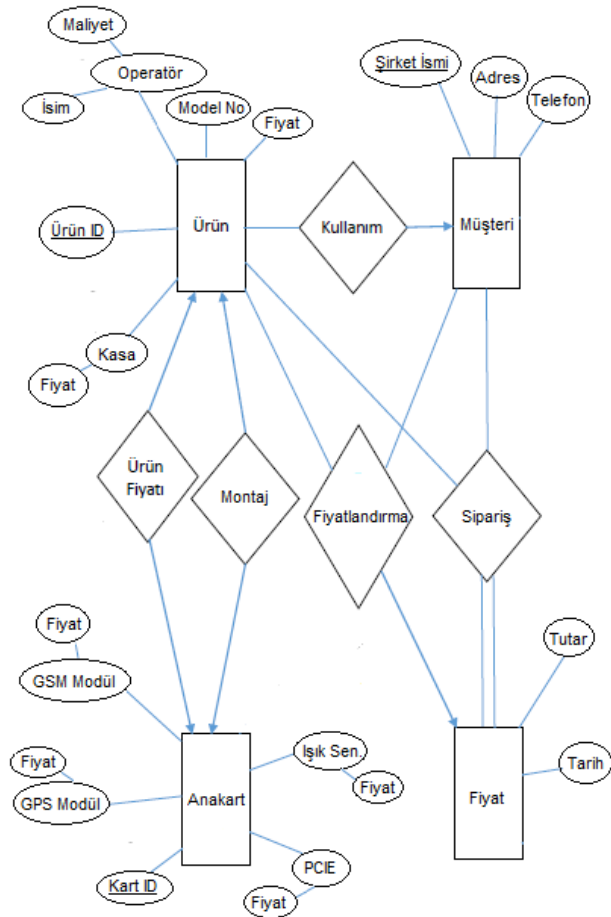 Maliyet
Operatör
İsim
Model No
Fiyat
Şirket İsmi
Adres
Telefon
Ürün ID
Ürün
Kullanım
Müşteri
Kasa
Fiyat
Ürün
Fiyatı
Montaj
Fiyatlandırma
Sipariş
Fiyat
GSM Modül
Tutar
Fiyat
GPS Modül
Anakart
Işık Sen.
Fiyat
Fiyat
Tarih
Kart ID
PCIE
Fiyat